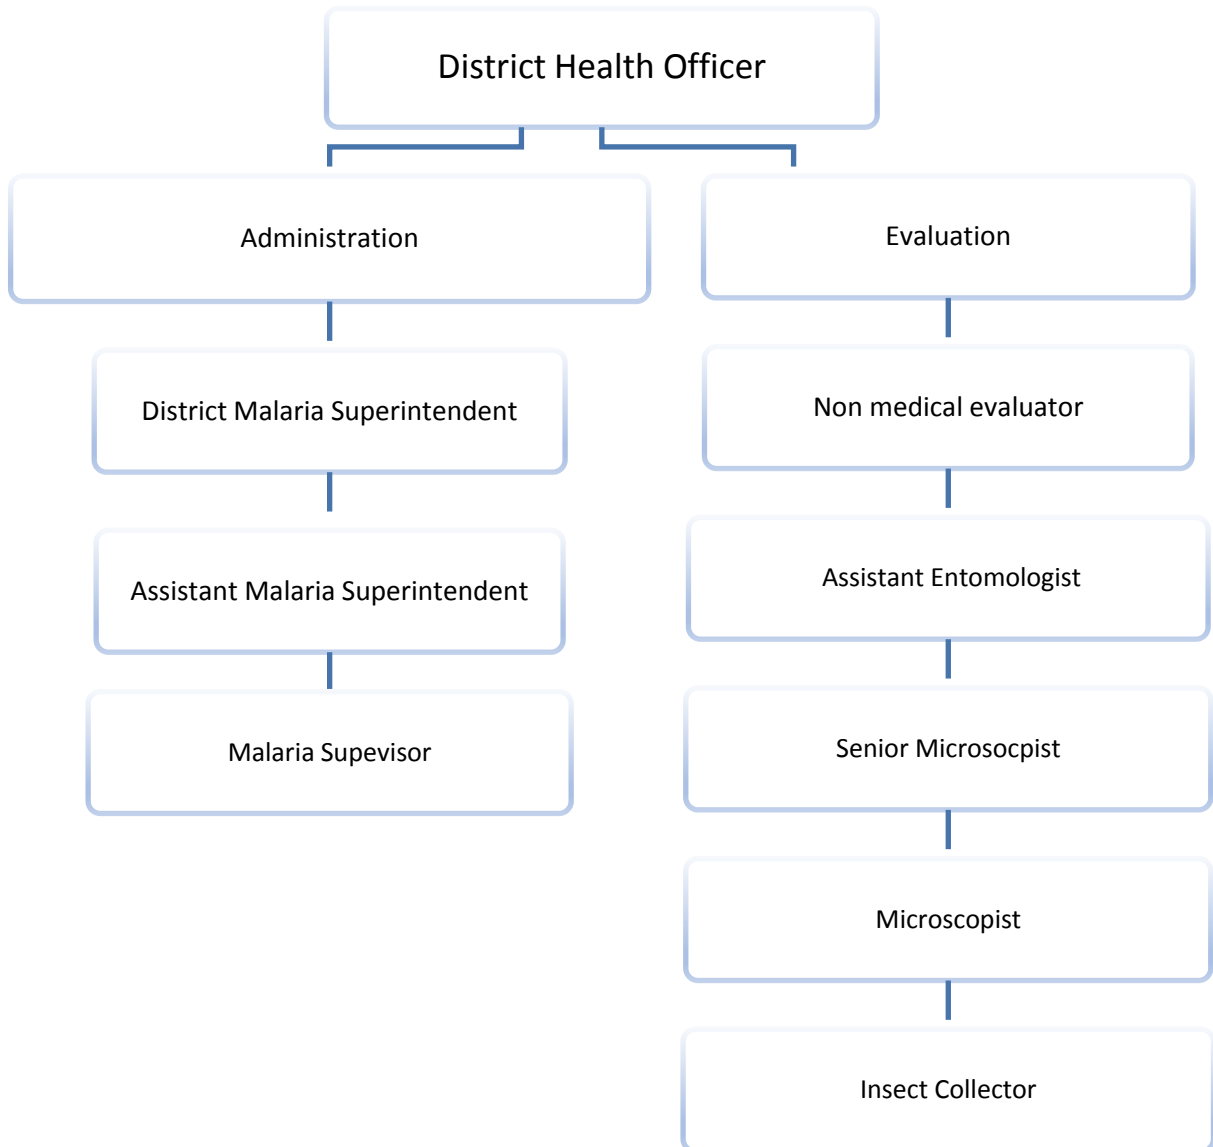 District Health Officer
Administration
Evaluation
District Malaria Superintendent
Non medical evaluator
Assistant Malaria Superintendent
Assistant Entomologist
Malaria Supevisor
Senior Microsocpist
Microscopist
Insect Collector